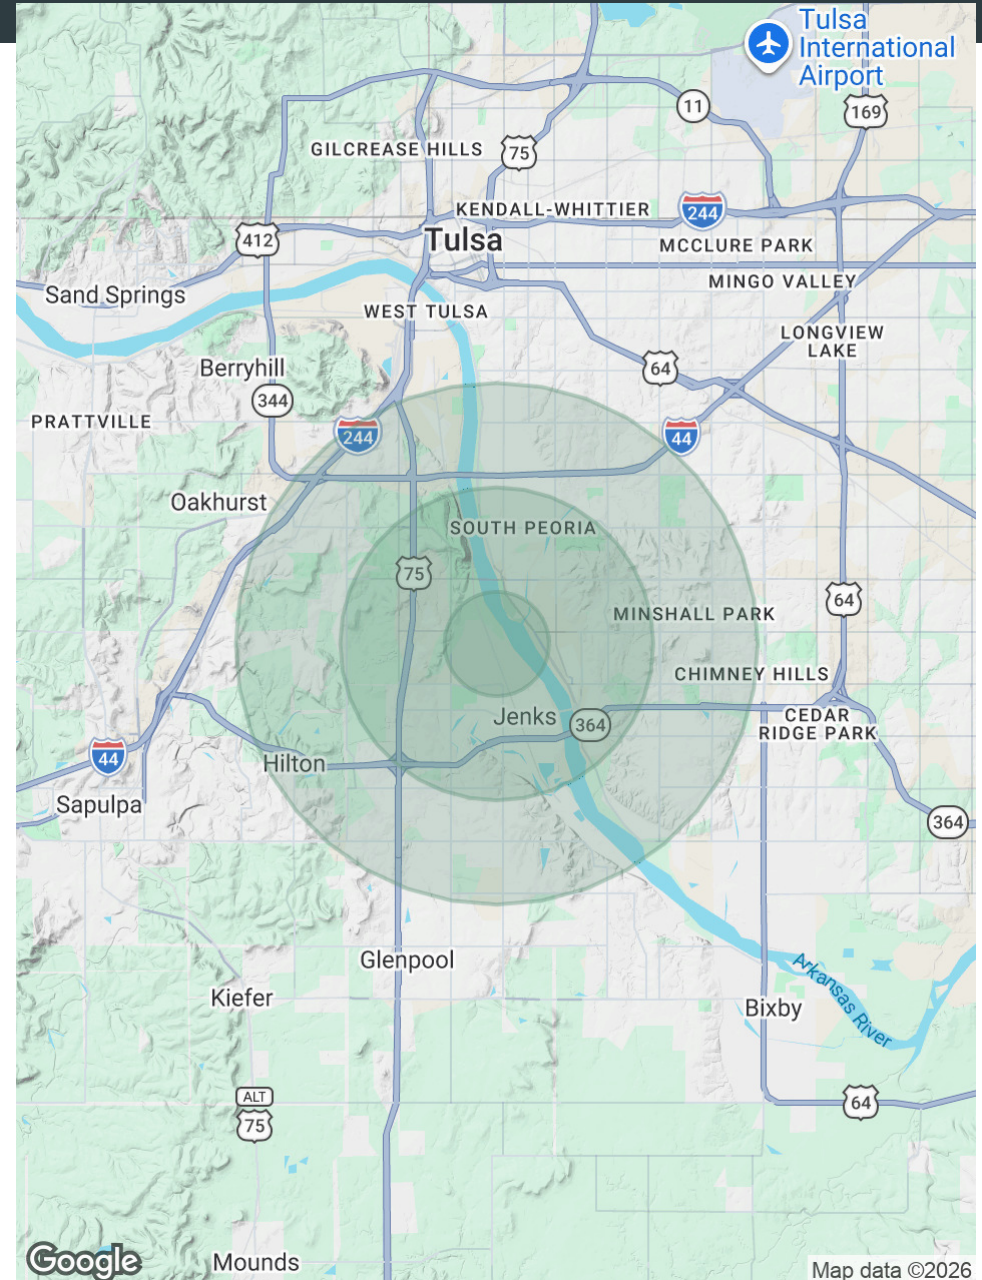 Tulsa
International
Airport
11
169
GILCREASE HILLS
75
KENDALL-WHITTIER
244
412
Tulsa
MCCLURE PARK
MINGO VALLEY
Sand Springs
WEST TULSA
LONGVIEW
LAKE
Berryhill
64
344
PRATTVILLE
244
44
Oakhurst
SOUTH PEORIA
75
64
MINSHALL PARK
CHIMNEY HILLS
Jenks
364
CEDAR
RIDGE PARK
44
Hilton
Sapulpa
364
Glenpool
Arkansas River
Kiefer
Bixby
ALT
75
64
Google
Mounds
Map data ©2026